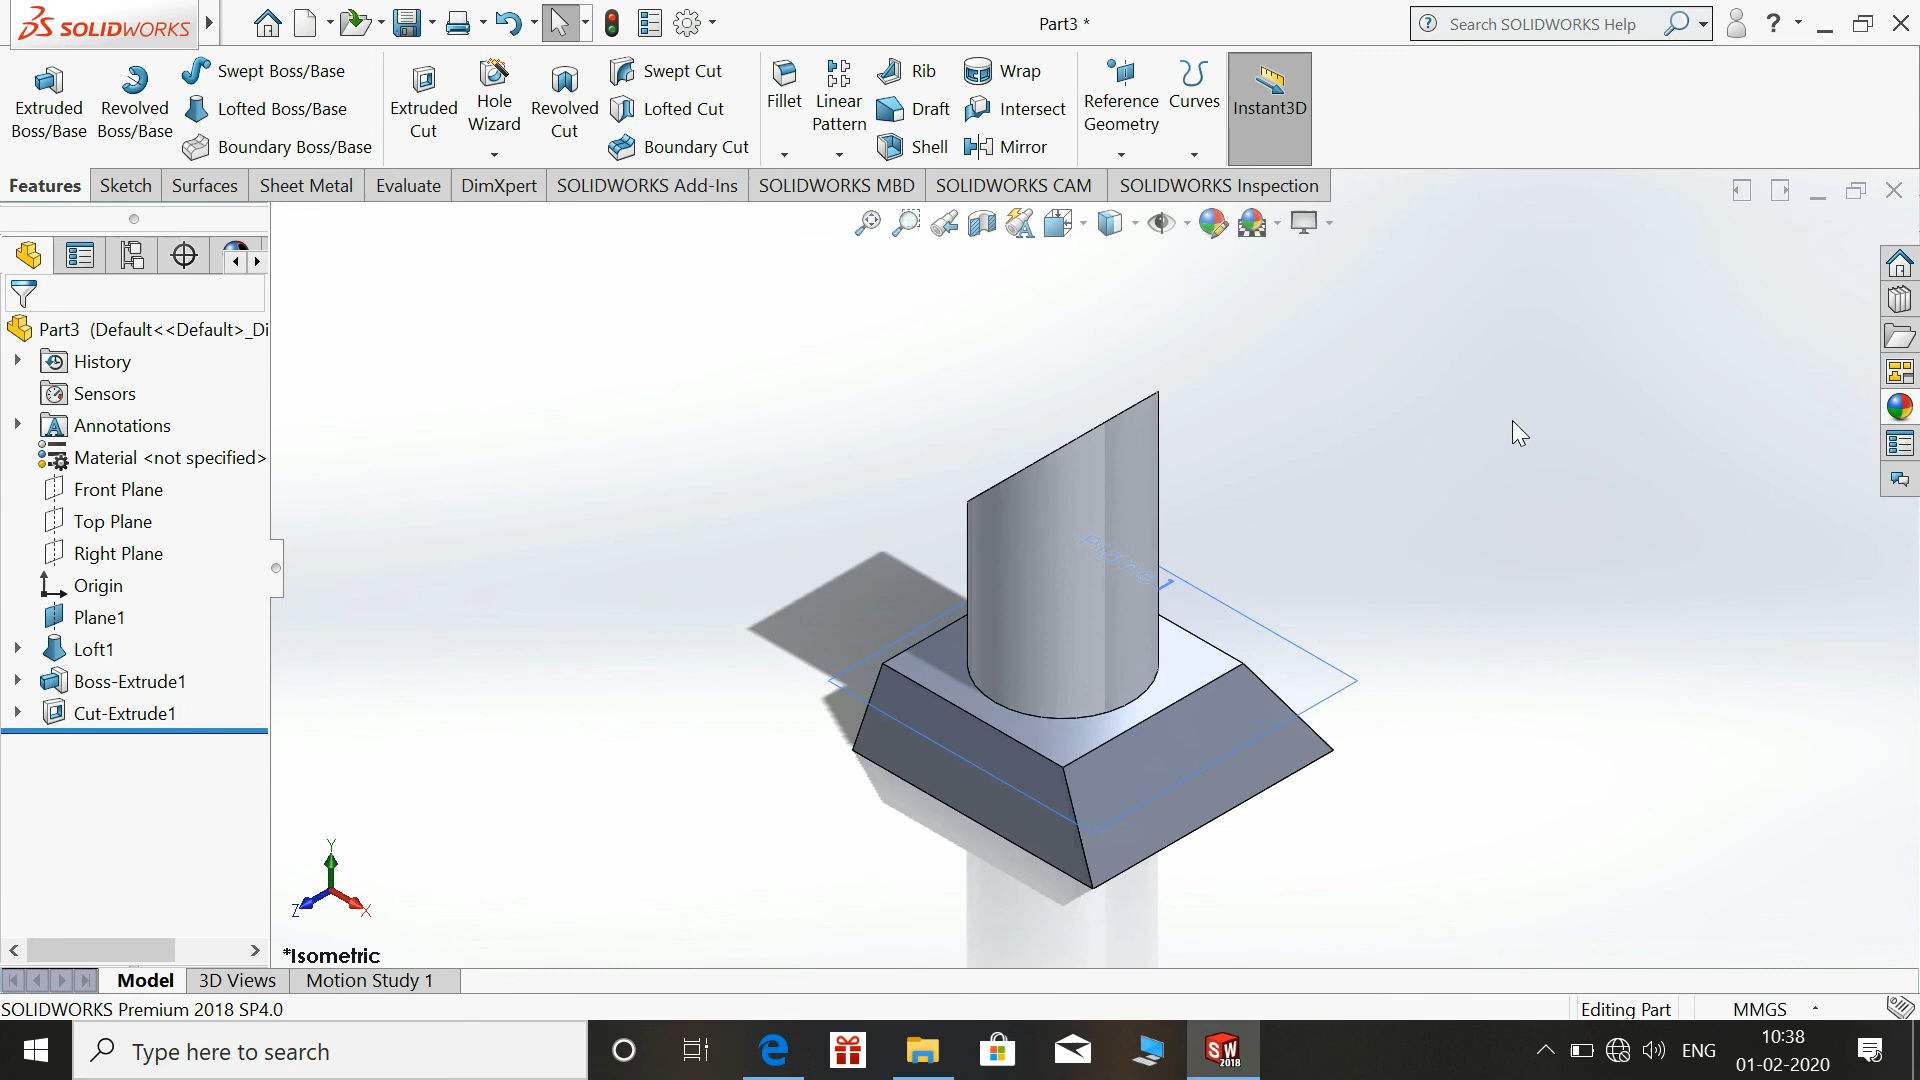 SOLIDWORKS
Part3 *
Search SOLIDWORKS Help
?
Extruded Boss/Base
Revolved Boss/Base
Swept Boss/Base
Lofted Boss/Base
Boundary Boss/Base
Extruded Cut
Hole Wizard
Revolved Cut
Swept Cut
Lofted Cut
Boundary Cut
Fillet
Linear Pattern
Rib
Draft
Shell
Wrap
Intersect
Mirror
Reference Geometry
Curves
Instant3D
Features
Sketch
Surfaces
Sheet Metal
Evaluate
DimXpert
SOLIDWORKS Add-Ins
SOLIDWORKS MBD
SOLIDWORKS CAM
SOLIDWORKS Inspection
Part3 (Default<<Default>_Di
History
Sensors
Annotations
Material <not specified>
Front Plane
Top Plane
Right Plane
Origin
Plane1
Loft1
Boss-Extrude1
Cut-Extrude1
Plane 1
Y
Z
X
*Isometric
Model
3D Views
Motion Study 1
SOLIDWORKS Premium 2018 SP4.0
Editing Part
MMGS
Type here to search
SW
2018
ENG
10:38
01-02-2020